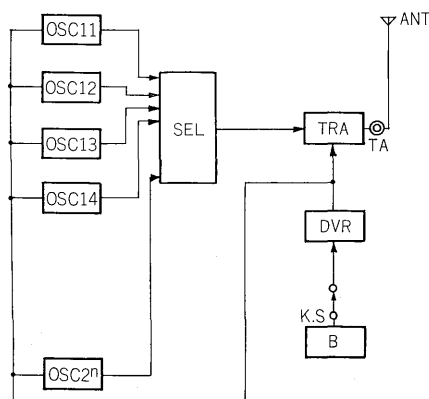 ANT
OSC11
OSC12
OSC13
OSC14
SEL
TRA
TA
DVR
K.S
B
OSC2ⁿ